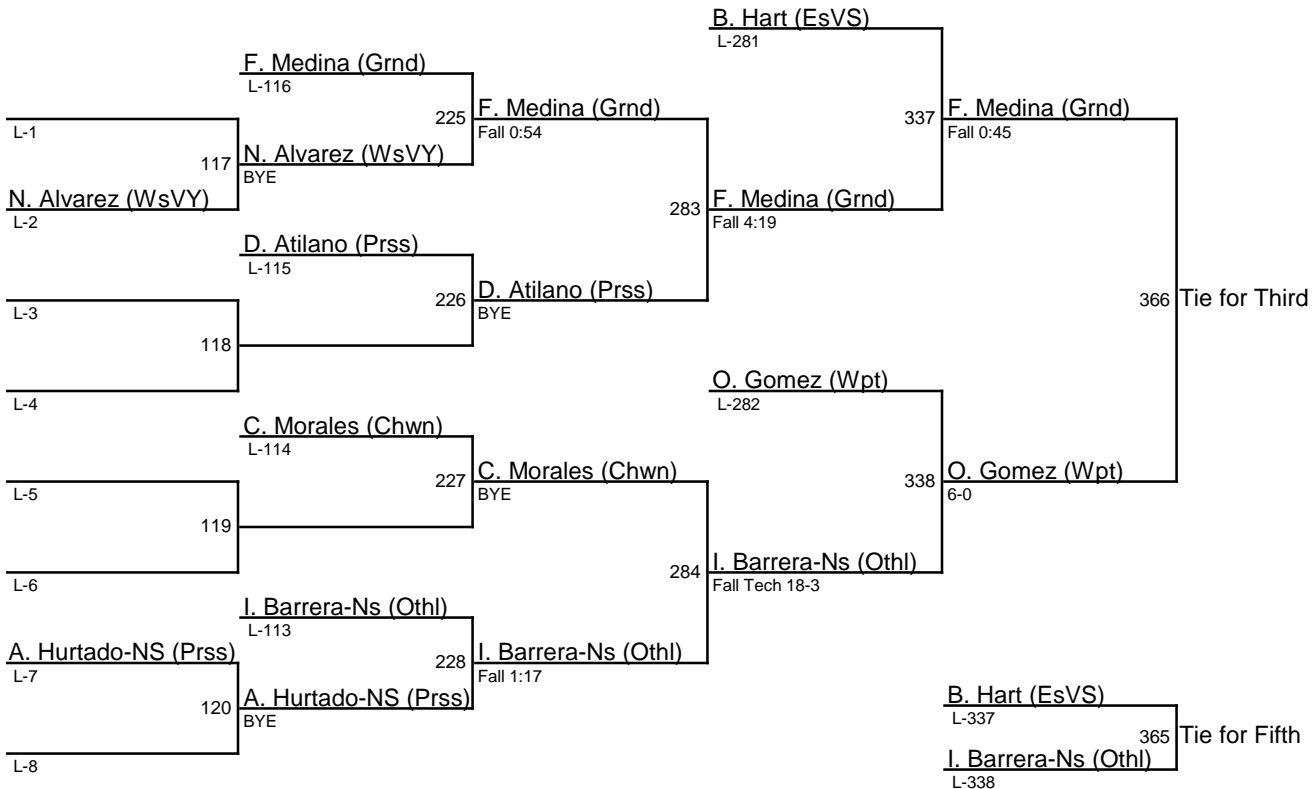 B. Hart (EsVS)
L-281
F. Medina (Grnd)
L-116
225
F. Medina (Grnd)
Fall 0:54
337
F. Medina (Grnd)
Fall 0:45
L-1
117
N. Alvarez (WsVY)
BYE
N. Alvarez (WsVY)
L-2
283
F. Medina (Grnd)
Fall 4:19
D. Atilano (Prss)
L-115
226
D. Atilano (Prss)
BYE
366
Tie for Third
L-3
118
L-4
O. Gomez (Wpt)
L-282
C. Morales (Chwn)
L-114
227
C. Morales (Chwn)
BYE
338
O. Gomez (Wpt)
6-0
L-5
119
L-6
284
I. Barrera-Ns (Othl)
Fall Tech 18-3
I. Barrera-Ns (Othl)
L-113
228
I. Barrera-Ns (Othl)
Fall 1:17
A. Hurtado-NS (Prss)
L-7
120
A. Hurtado-NS (Prss)
BYE
L-8
B. Hart (EsVS)
L-337
365
Tie for Fifth
I. Barrera-Ns (Othl)
L-338